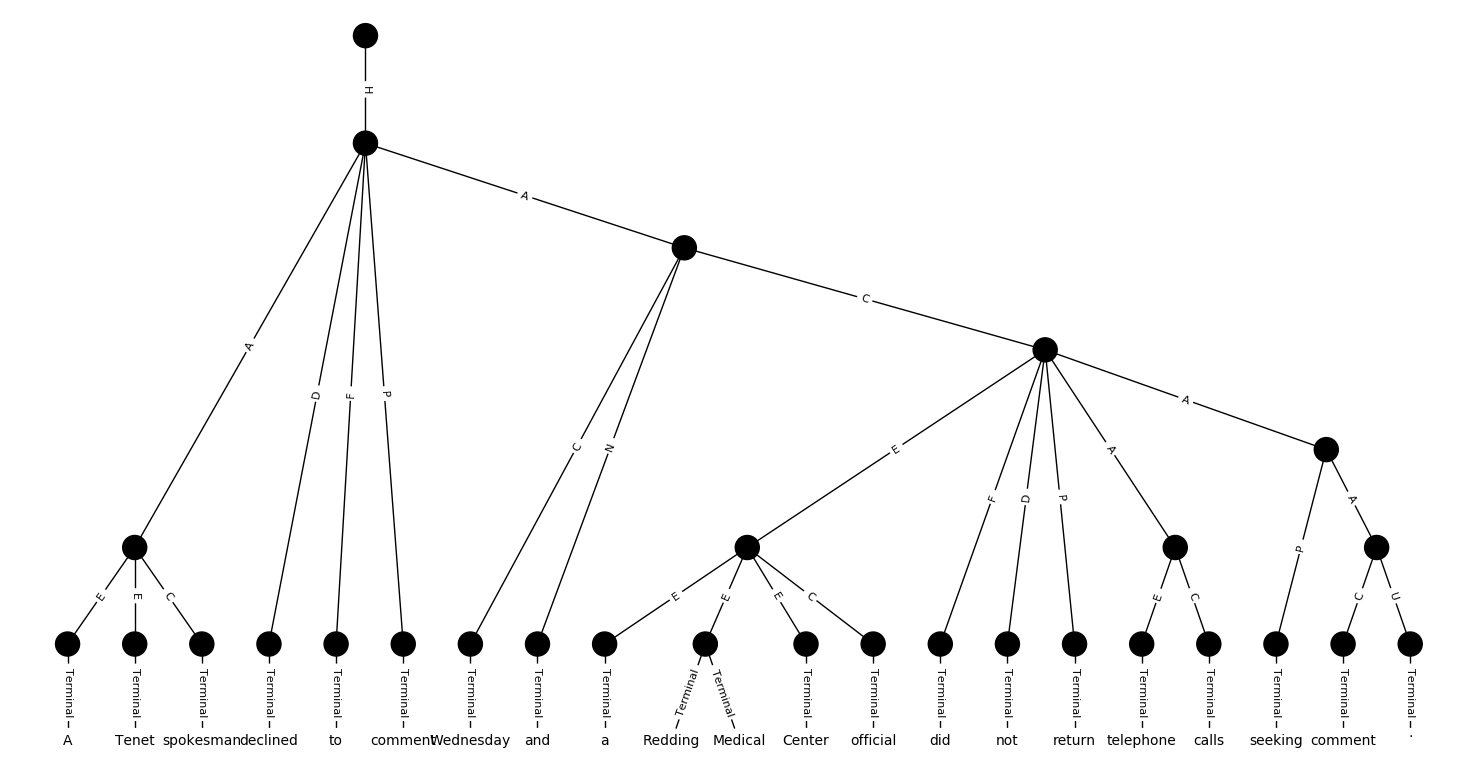 H
A
A
C
A
D
F
P
C
N
E
A
F
D
P
A
E
E
C
E
E
E
C
E
C
P
C
U
Terminal Terminal Terminal Terminal Terminal Terminal Terminal Terminal Terminal Terminal Terminal Terminal Terminal Terminal Terminal Terminal Terminal Terminal Terminal Terminal Terminal
A Tenet spokesman declined to comment Wednesday and a Redding Medical Center official did not return telephone calls seeking comment .